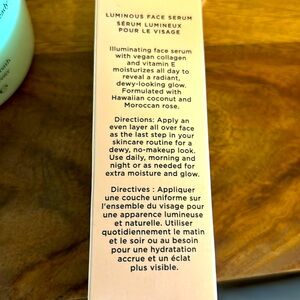 LUMINOUS FACE SERUM
SÉRUM LUMINEUX
POUR LE VISAGE
Illuminating face serum
with vegan collagen
and vitamin E
moisturizes all day to
reveal a radiant,
dewy-looking glow.
Formulated with
Hawaiian coconut and
Moroccan rose.
Directions: Apply an
even layer all over face
as the last step in your
skincare routine for a
dewy, no-makeup look.
Use daily, morning and
night or as needed for
extra moisture and glow.
Directives : Appliquer
une couche uniforme sur
l'ensemble du visage pour
une apparence lumineuse
et naturelle. Utiliser
quotidiennement le matin
et le soir ou au besoin
pour une hydratation
accrue et un éclat
plus visible.